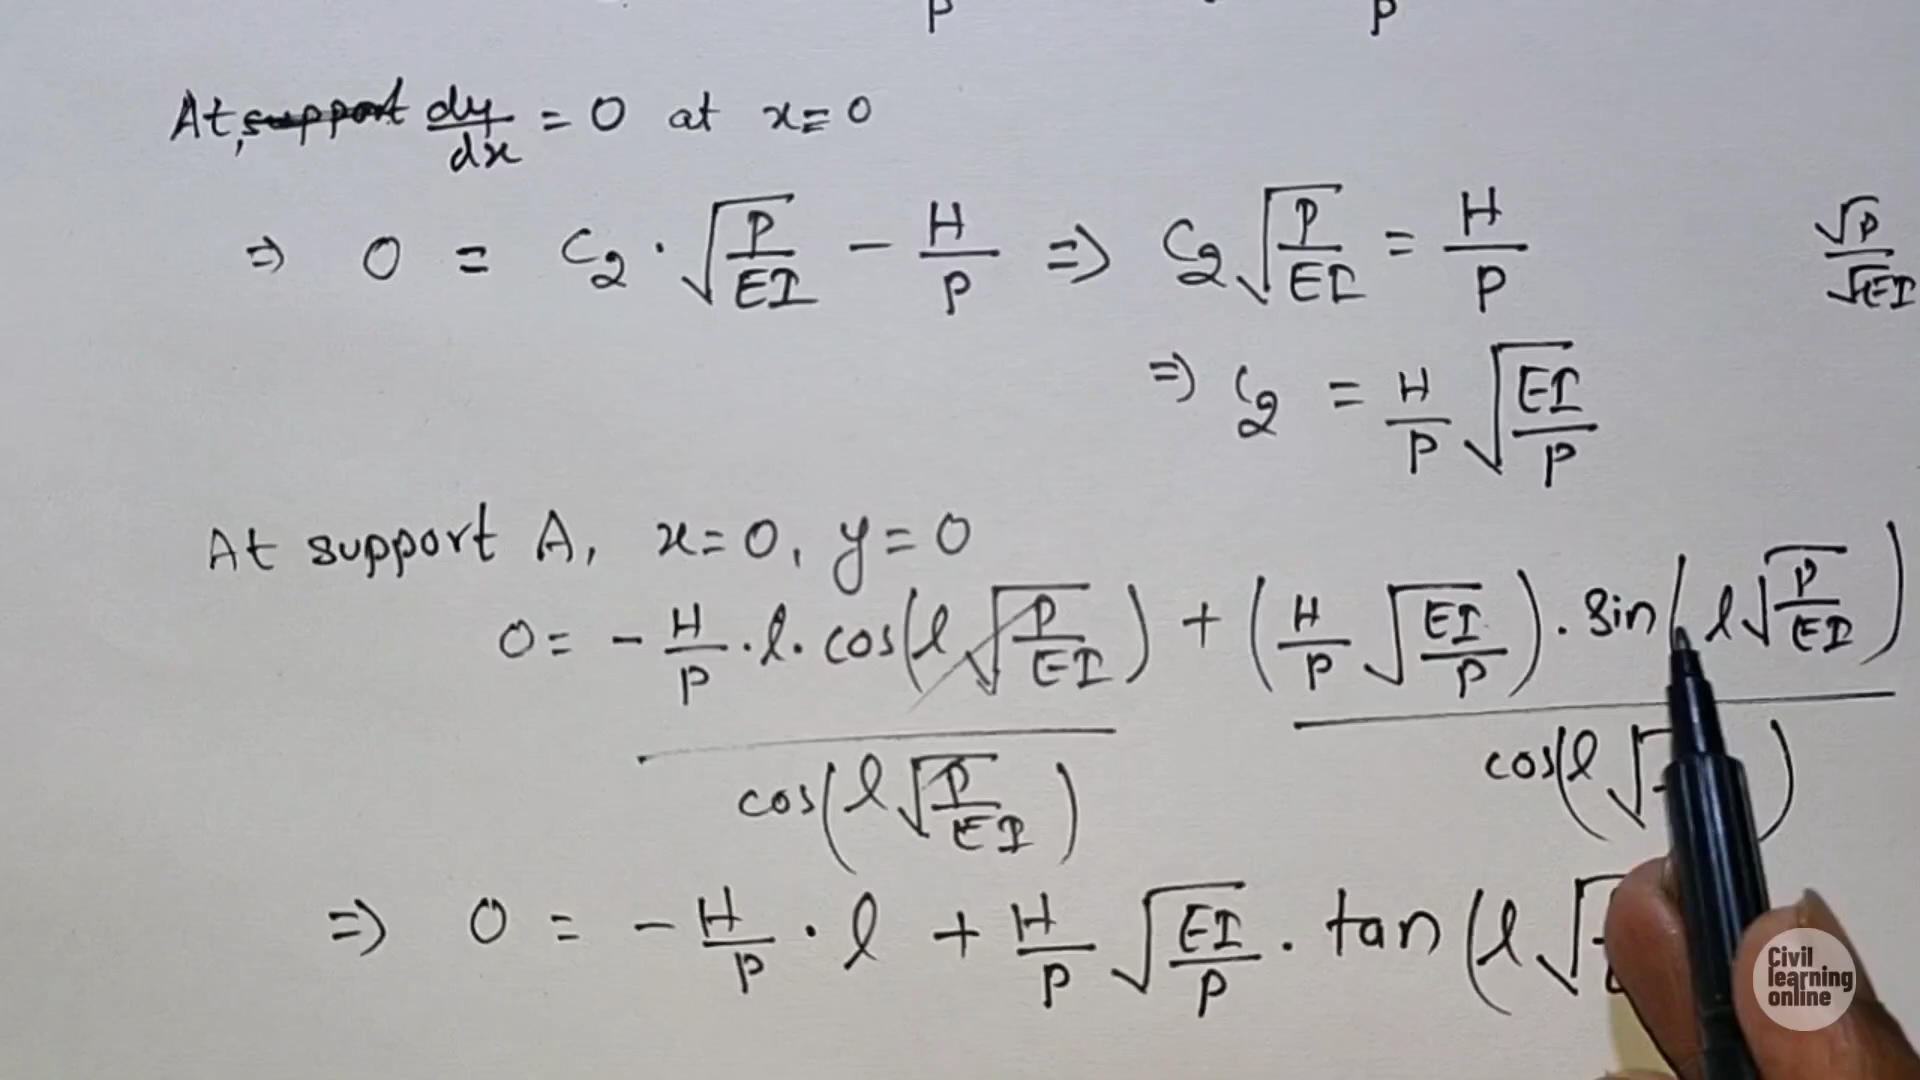 P P
At, support dy/dx = 0 at x = 0
⇒ 0 = C₂ · √(P/EI) − H/P ⇒ C₂ √(P/EI) = H/P √P/√EI
⇒ C₂ = H/P √(EI/P)
At support A, x = 0, y = 0
0 = − H/P · l · cos(l √(P/EI)) + (H/P √(EI/P)) · sin(l √(P/EI))
cos(l √(P/EI)) cos(l √
⇒ 0 = − H/P · l + H/P √(EI/P) · tan(l √
Civil
learning
online